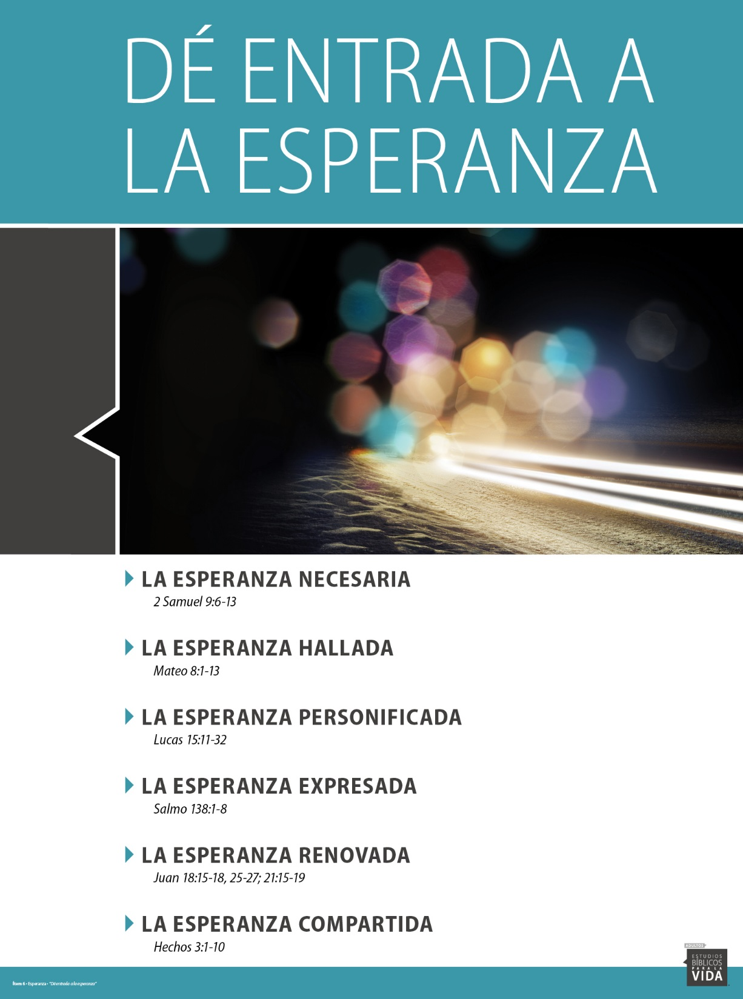 DÉ ENTRADA A
LA ESPERANZA
LA ESPERANZA NECESARIA
2 Samuel 9:6-13
LA ESPERANZA HALLADA
Mateo 8:1-13
LA ESPERANZA PERSONIFICADA
Lucas 15:11-32
LA ESPERANZA EXPRESADA
Salmo 138:1-8
LA ESPERANZA RENOVADA
Juan 18:15-18, 25-27; 21:15-19
LA ESPERANZA COMPARTIDA
Hechos 3:1-10
ADULTOS
ESTUDIOS
BÍBLICOS
PARA LA
VIDA
Ítem 6 • Esperanza • "Dé entrada a la esperanza"